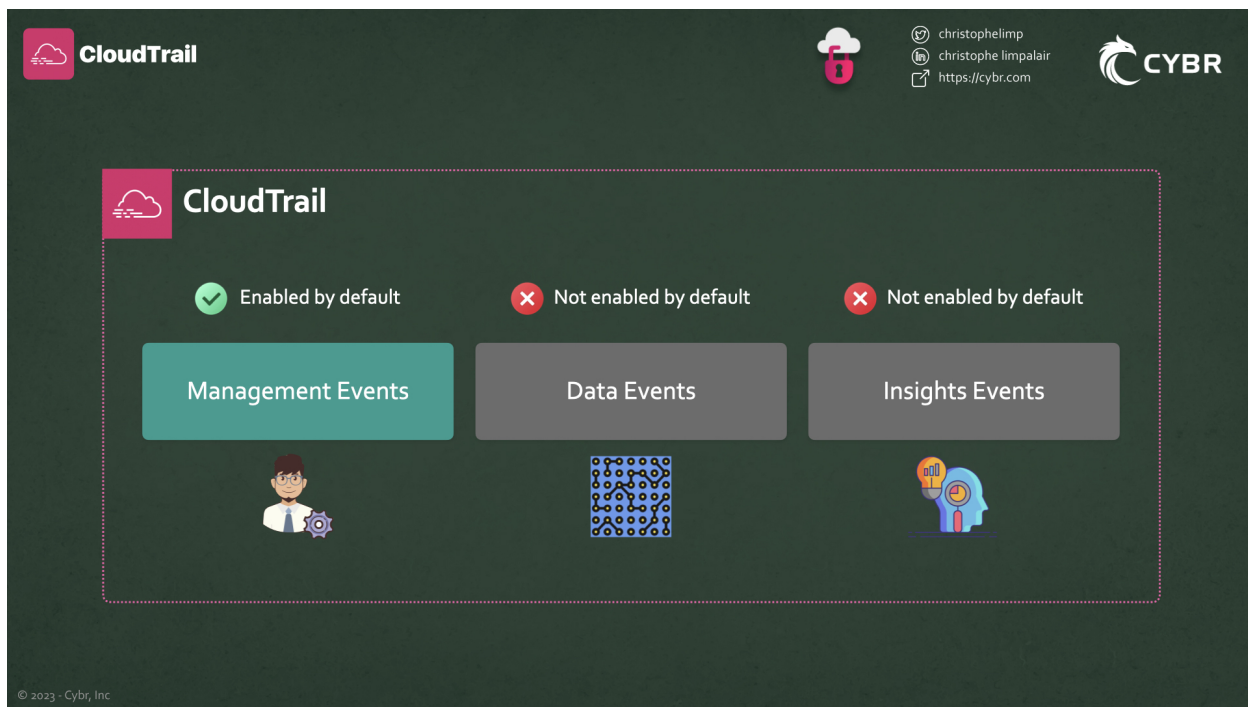 CloudTrail
christophelimp
christophe limpalair
https://cybr.com
CYBR
CloudTrail
Enabled by default
Not enabled by default
Not enabled by default
Management Events
Data Events
Insights Events
© 2023 - Cybr, Inc